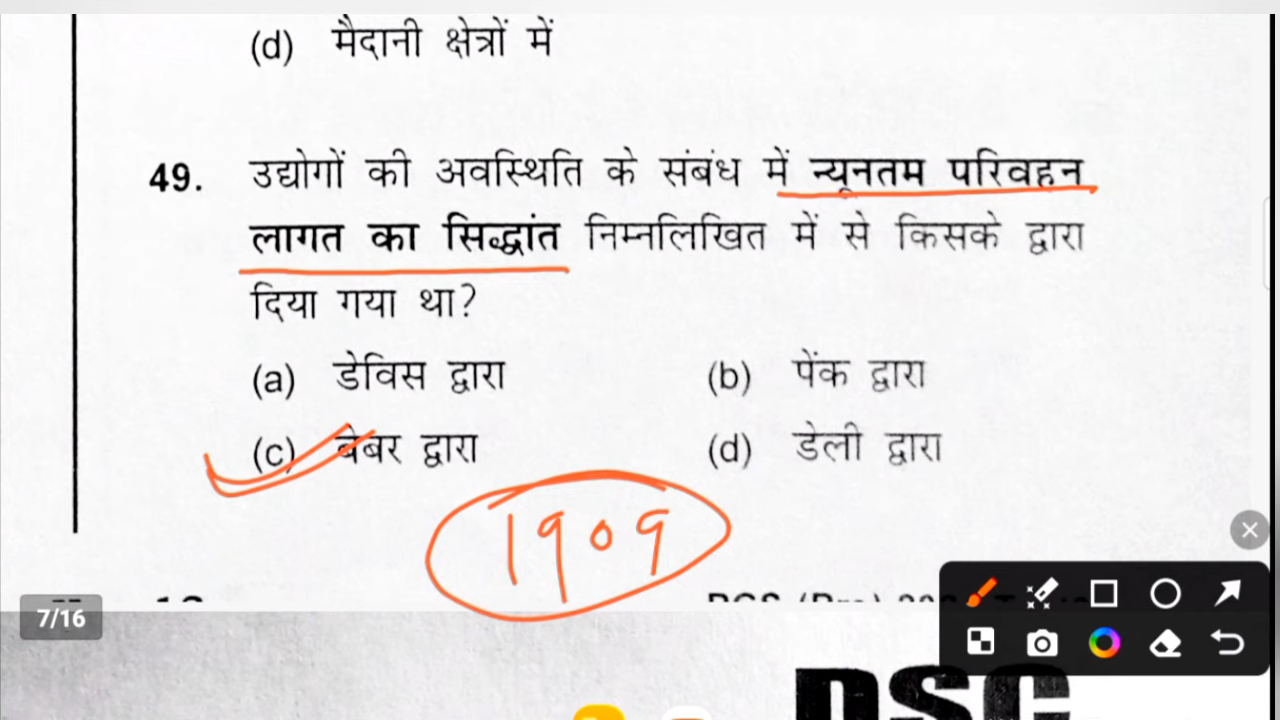 (d) मैदानी क्षेत्रों में
49. उद्योगों की अवस्थिति के संबंध में न्यूनतम परिवहन
लागत का सिद्धांत निम्नलिखित में से किसके द्वारा
दिया गया था?
(a) डेविस द्वारा (b) पेंक द्वारा
(c) वेबर द्वारा (d) डेली द्वारा
1909
7/16